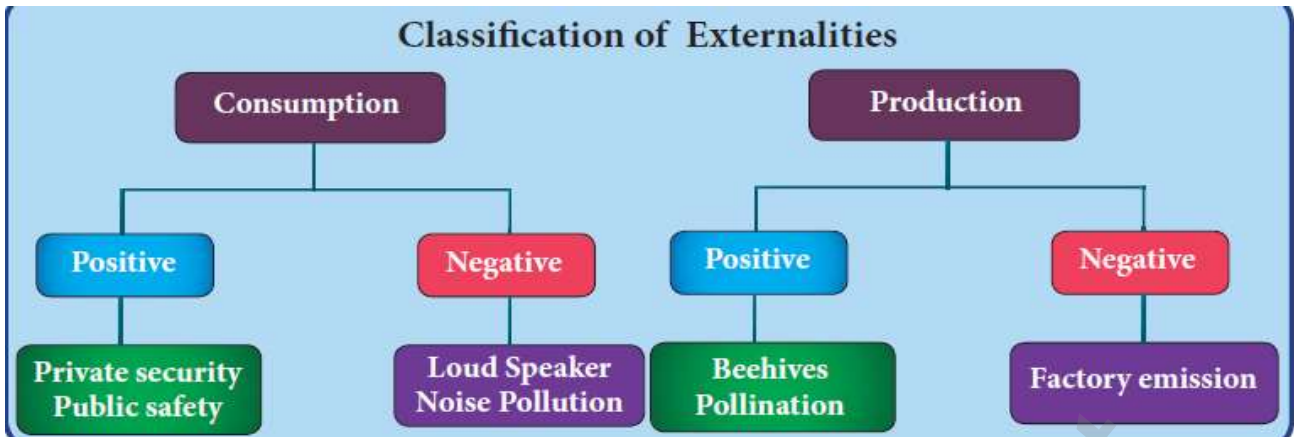 Classification of Externalities
Consumption
Production
Positive
Negative
Positive
Negative
Private security
Public safety
Loud Speaker
Noise Pollution
Beehives
Pollination
Factory emission